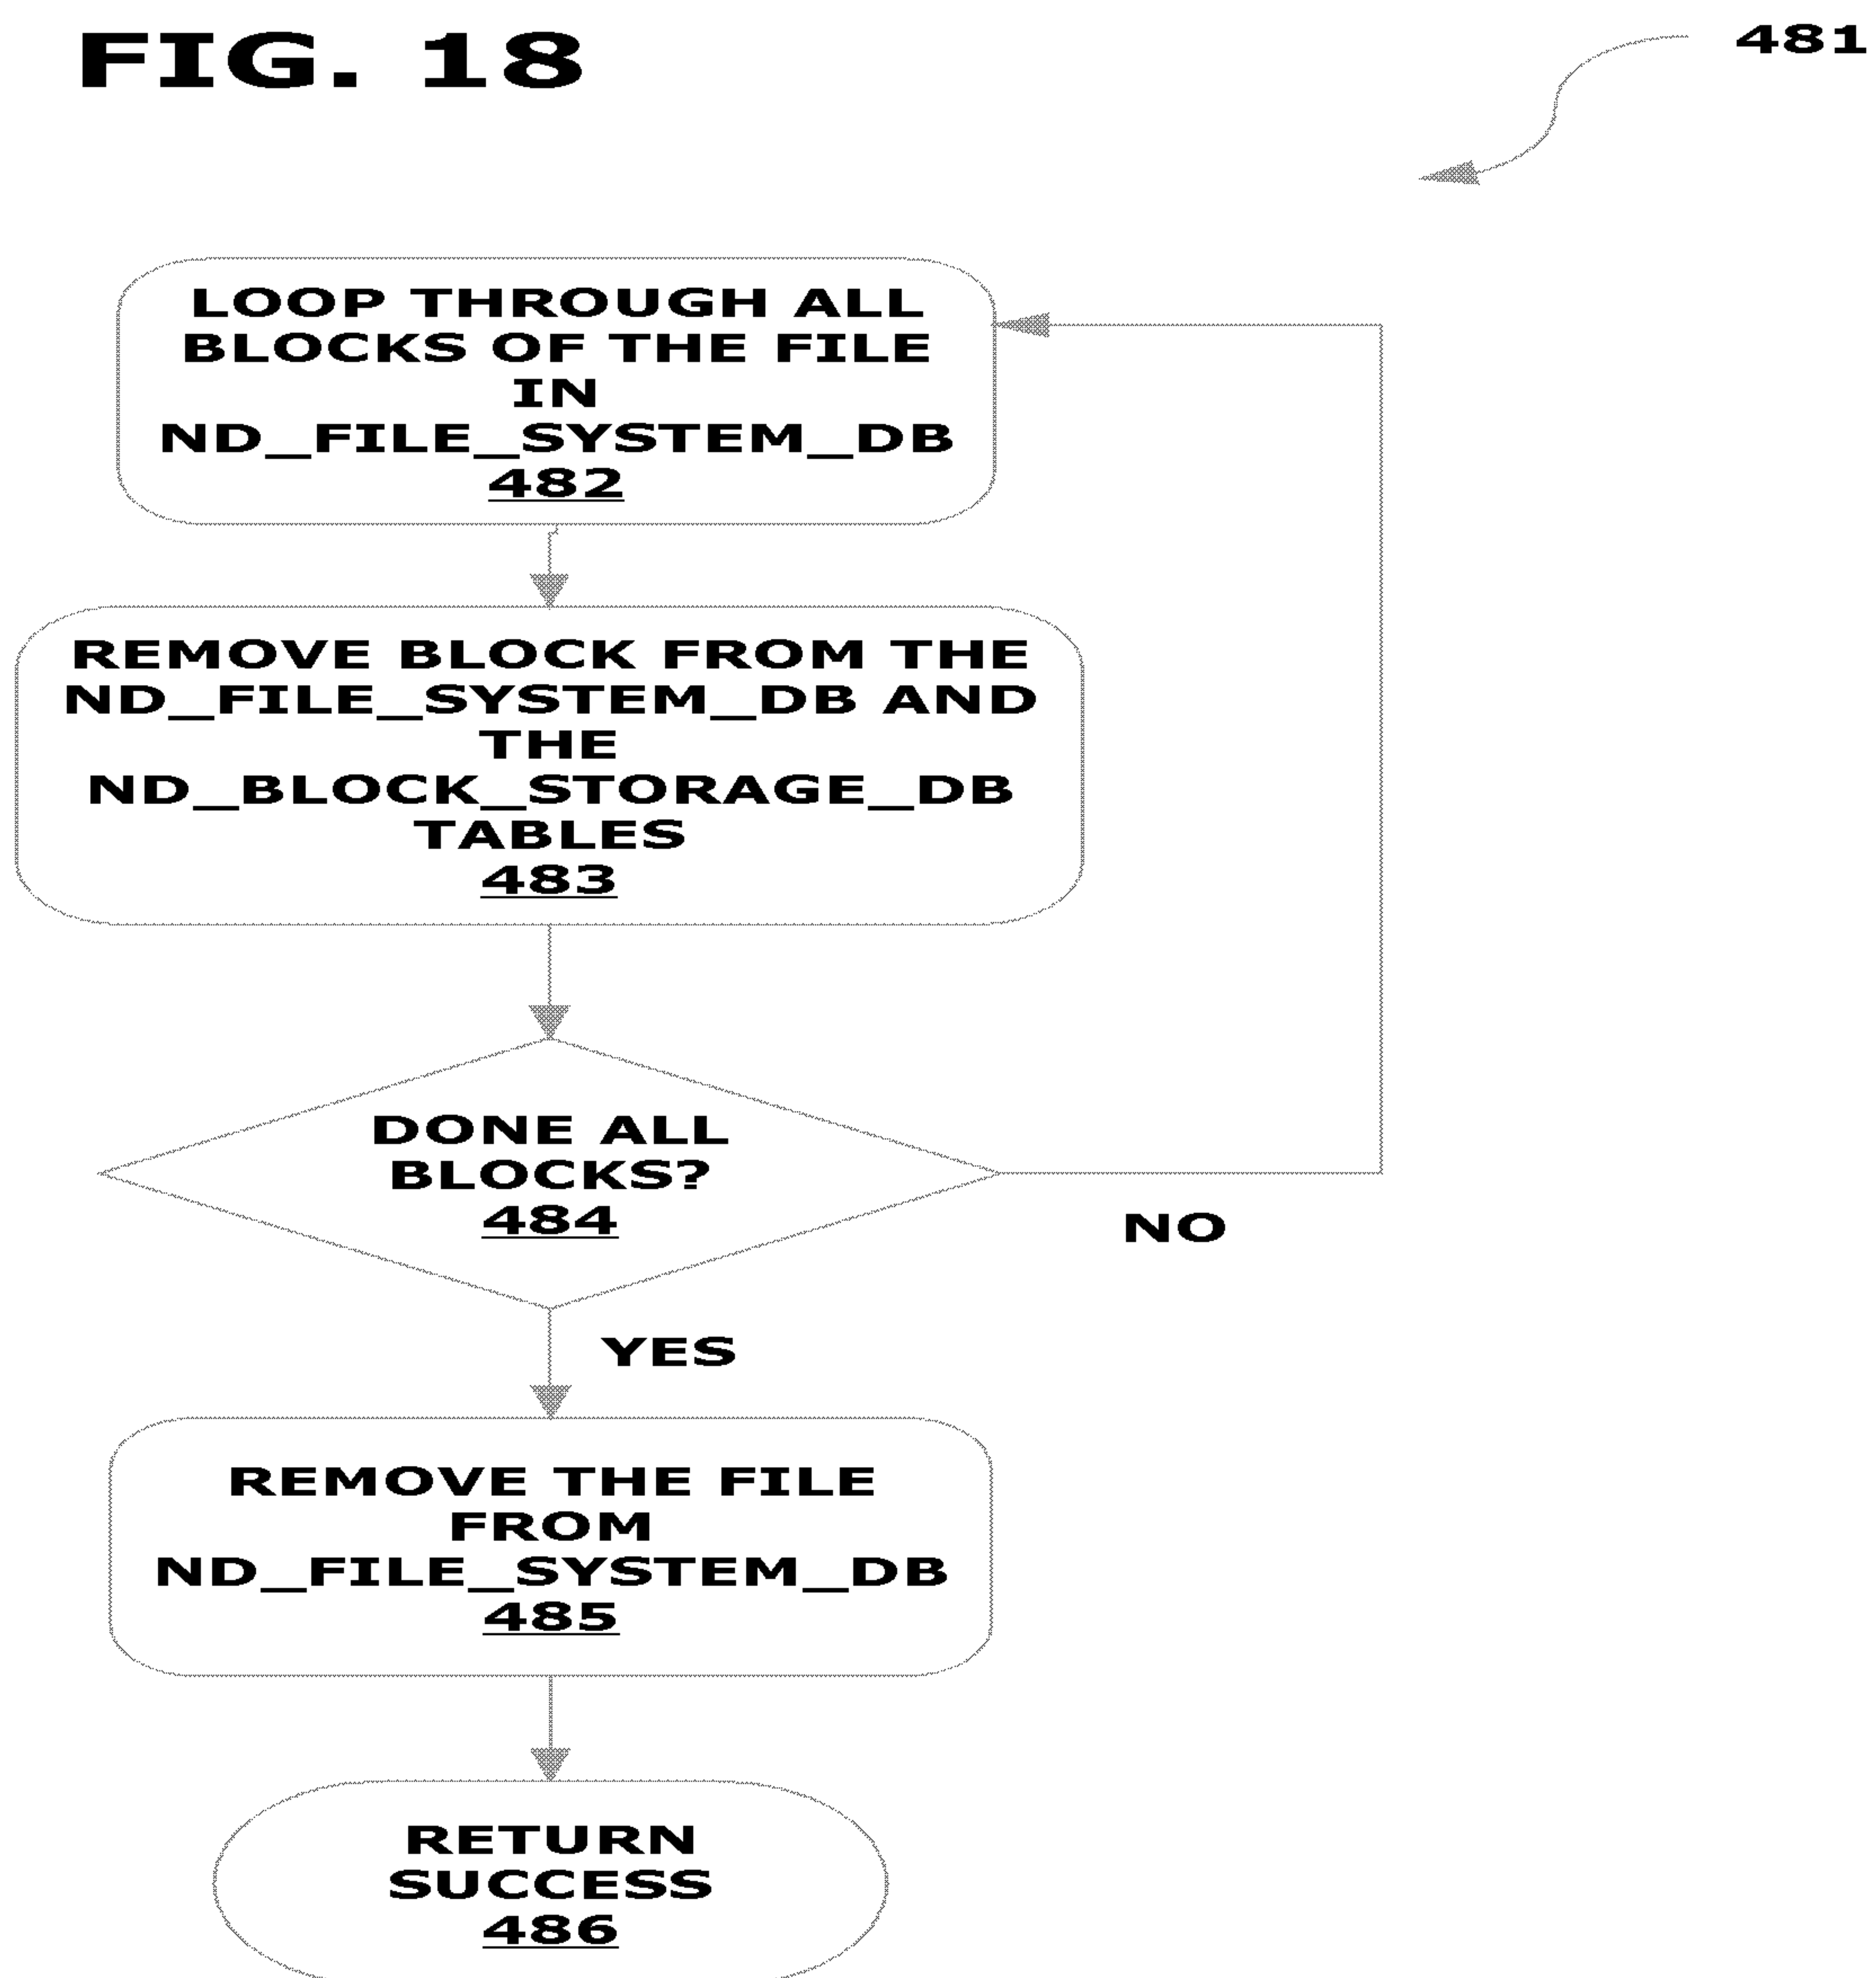 FIG. 18
481
LOOP THROUGH ALL
BLOCKS OF THE FILE
IN
ND_FILE_SYSTEM_DB
482
REMOVE BLOCK FROM THE
ND_FILE_SYSTEM_DB AND
THE
ND_BLOCK_STORAGE_DB
TABLES
483
DONE ALL
BLOCKS?
484
NO
YES
REMOVE THE FILE
FROM
ND_FILE_SYSTEM_DB
485
RETURN
SUCCESS
486